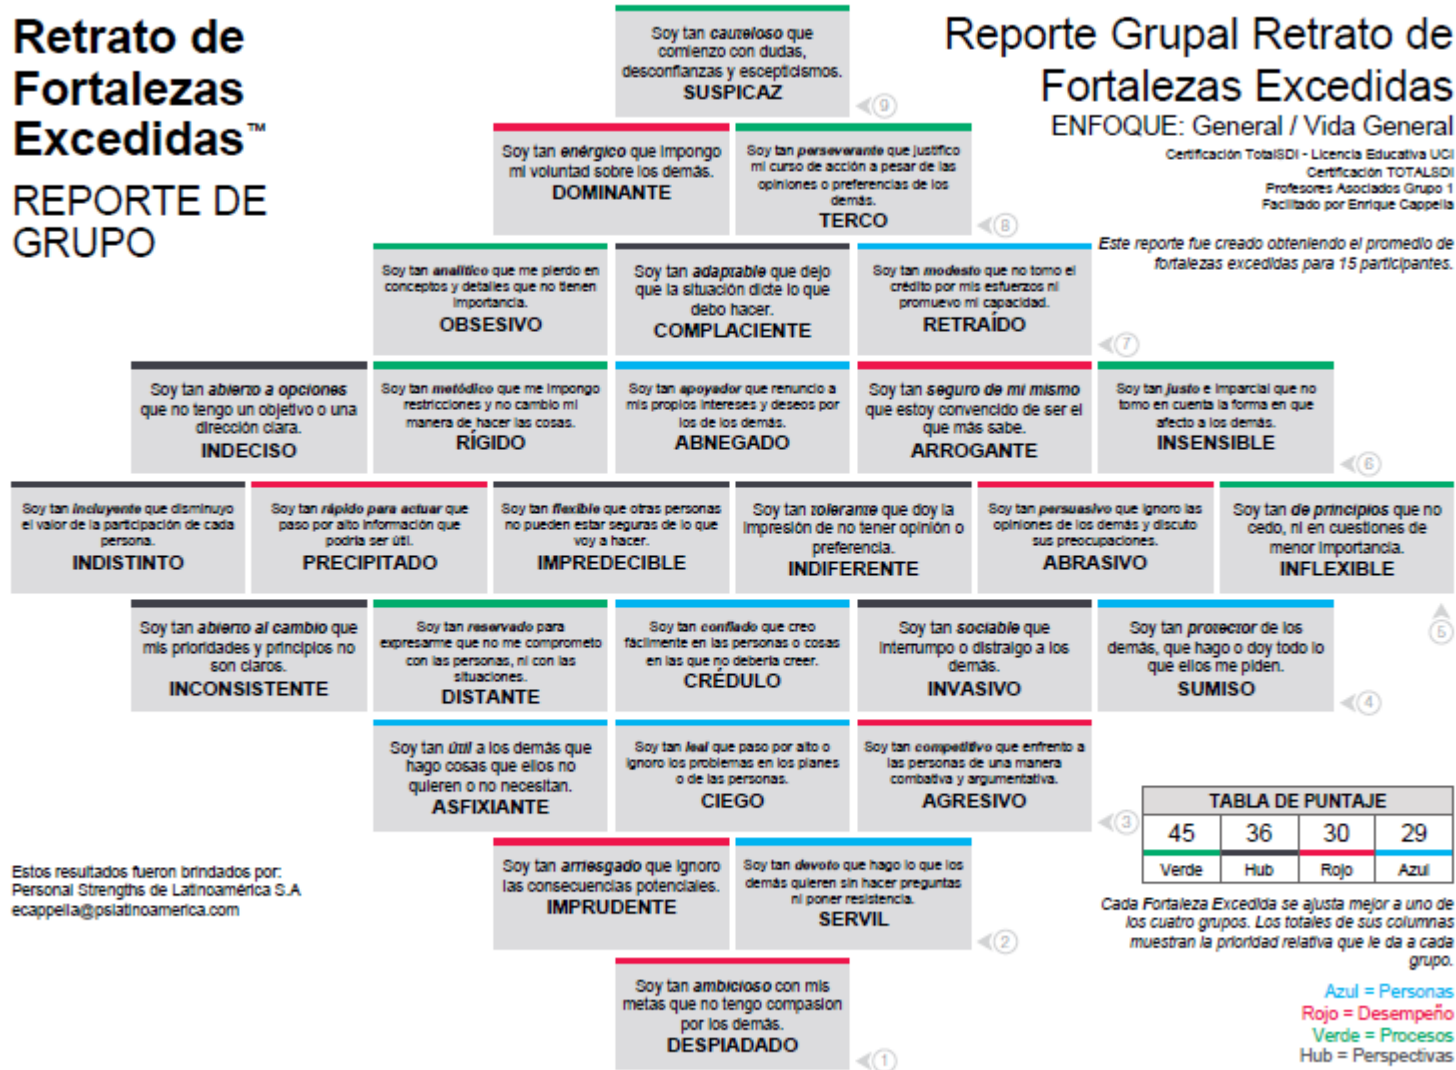 Retrato de
Fortalezas
Excedidas™
REPORTE DE
GRUPO
Reporte Grupal Retrato de
Fortalezas Excedidas
ENFOQUE: General / Vida General
Certificación TotalSDI - Licencia Educativa UCI
Certificación TOTALSDI
Profesores Asociados Grupo 1
Facilitado por Enrique Cappella
Este reporte fue creado obteniendo el promedio de
fortalezas excedidas para 15 participantes.
Soy tan cauteloso que
comienzo con dudas,
desconfianzas y escepticismos.
SUSPICAZ
9
Soy tan enérgico que impongo
mi voluntad sobre los demás.
DOMINANTE
Soy tan perseverante que justifico
mi curso de acción a pesar de las
opiniones o preferencias de los
demás.
TERCO
8
Soy tan analítico que me pierdo en
conceptos y detalles que no tienen
importancia.
OBSESIVO
Soy tan adaptable que dejo
que la situación dicte lo que
debo hacer.
COMPLACIENTE
Soy tan modesto que no tomo el
crédito por mis esfuerzos ni
promuevo mi capacidad.
RETRAÍDO
7
Soy tan abierto a opciones
que no tengo un objetivo o una
dirección clara.
INDECISO
Soy tan metódico que me impongo
restricciones y no cambio mi
manera de hacer las cosas.
RÍGIDO
Soy tan apoyador que renuncio a
mis propios intereses y deseos por
los de los demás.
ABNEGADO
Soy tan seguro de mi mismo
que estoy convencido de ser el
que más sabe.
ARROGANTE
Soy tan justo e imparcial que no
tomo en cuenta la forma en que
afecto a los demás.
INSENSIBLE
6
Soy tan incluyente que disminuyo
el valor de la participación de cada
persona.
INDISTINTO
Soy tan rápido para actuar que
paso por alto información que
podría ser útil.
PRECIPITADO
Soy tan flexible que otras personas
no pueden estar seguras de lo que
voy a hacer.
IMPREDECIBLE
Soy tan tolerante que doy la
impresión de no tener opinión o
preferencia.
INDIFERENTE
Soy tan persuasivo que ignoro las
opiniones de los demás y discuto
sus preocupaciones.
ABRASIVO
Soy tan de principios que no
cedo, ni en cuestiones de
menor importancia.
INFLEXIBLE
5
Soy tan abierto al cambio que
mis prioridades y principios no
son claros.
INCONSISTENTE
Soy tan reservado para
expresarme que no me comprometo
con las personas, ni con las
situaciones.
DISTANTE
Soy tan confiado que creo
fácilmente en las personas o cosas
en las que no debería creer.
CRÉDULO
Soy tan sociable que
interrumpo o distraigo a los
demás.
INVASIVO
Soy tan protector de los
demás, que hago o doy todo lo
que ellos me piden.
SUMISO
4
Soy tan útil a los demás que
hago cosas que ellos no
quieren o no necesitan.
ASFIXIANTE
Soy tan leal que paso por alto o
ignoro los problemas en los planes
o de las personas.
CIEGO
Soy tan competitivo que enfrento a
las personas de una manera
combativa y argumentativa.
AGRESIVO
3
Soy tan arriesgado que ignoro
las consecuencias potenciales.
IMPRUDENTE
Soy tan devoto que hago lo que los
demás quieren sin hacer preguntas
ni poner resistencia.
SERVIL
2
Soy tan ambicioso con mis
metas que no tengo compasion
por los demás.
DESPIADADO
1
Estos resultados fueron brindados por:
Personal Strengths de Latinoamérica S.A
ecappella@pslatinoamerica.com
TABLA DE PUNTAJE
45 36 30 29
Verde Hub Rojo Azul
Cada Fortaleza Excedida se ajusta mejor a uno de
los cuatro grupos. Los totales de sus columnas
muestran la prioridad relativa que le da a cada
grupo.
Azul = Personas
Rojo = Desempeño
Verde = Procesos
Hub = Perspectivas